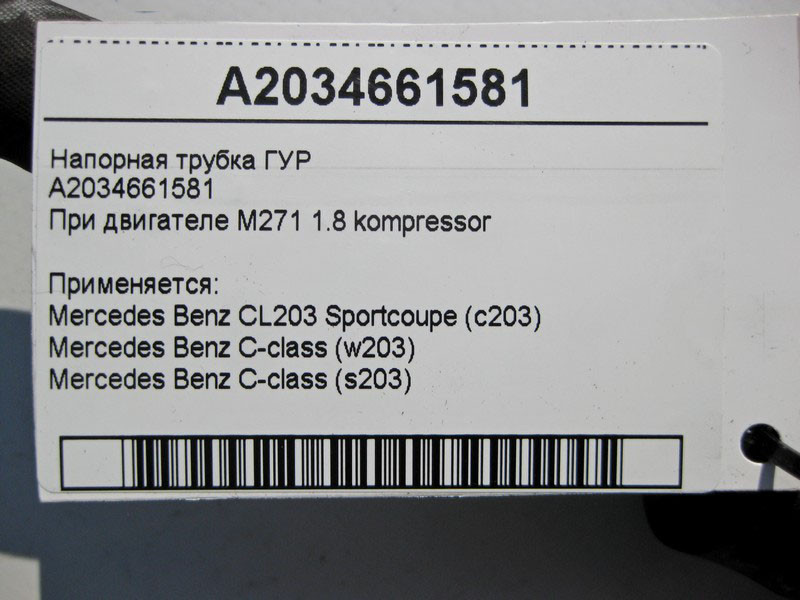 A2034661581
Напорная трубка ГУР
A2034661581
При двигателе M271 1.8 kompressor
Применяется:
Mercedes Benz CL203 Sportcoupe (c203)
Mercedes Benz C-class (w203)
Mercedes Benz C-class (s203)